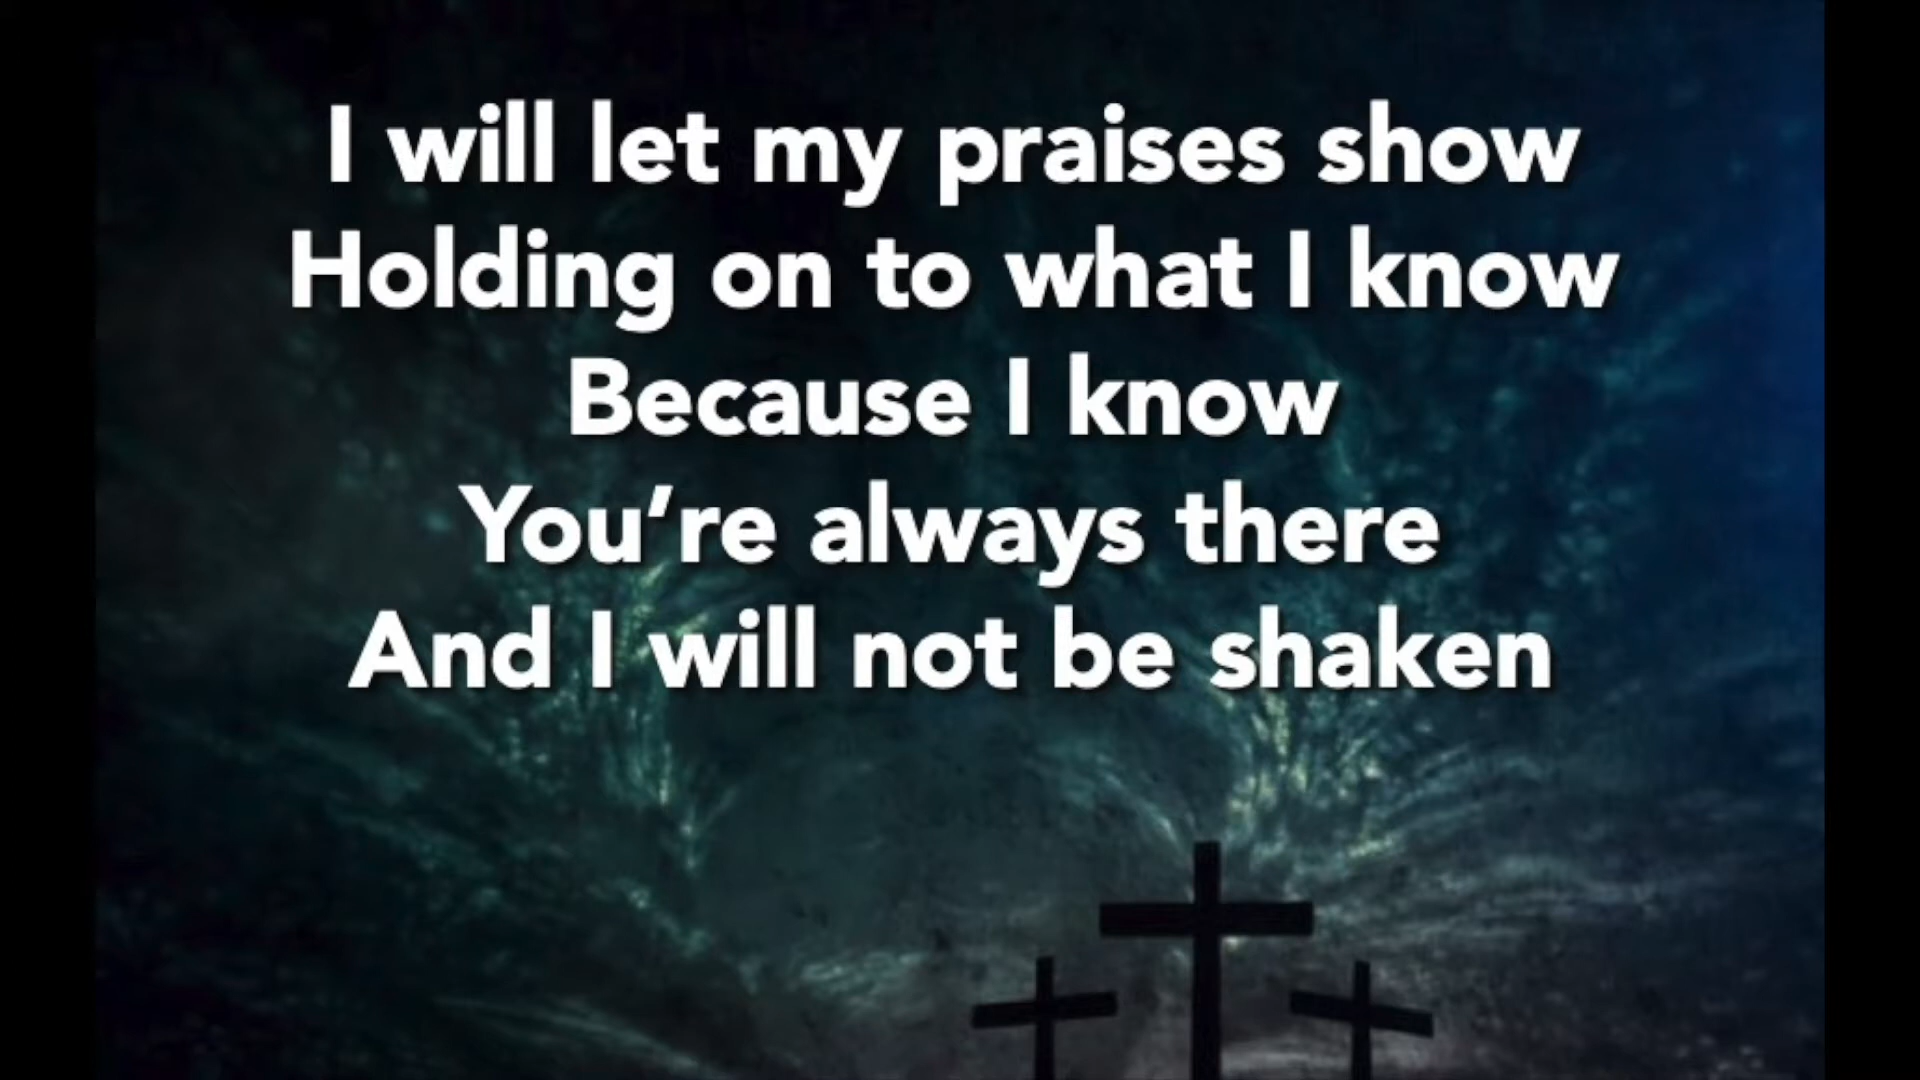 I will let my praises show
Holding on to what I know
Because I know
You’re always there
And I will not be shaken